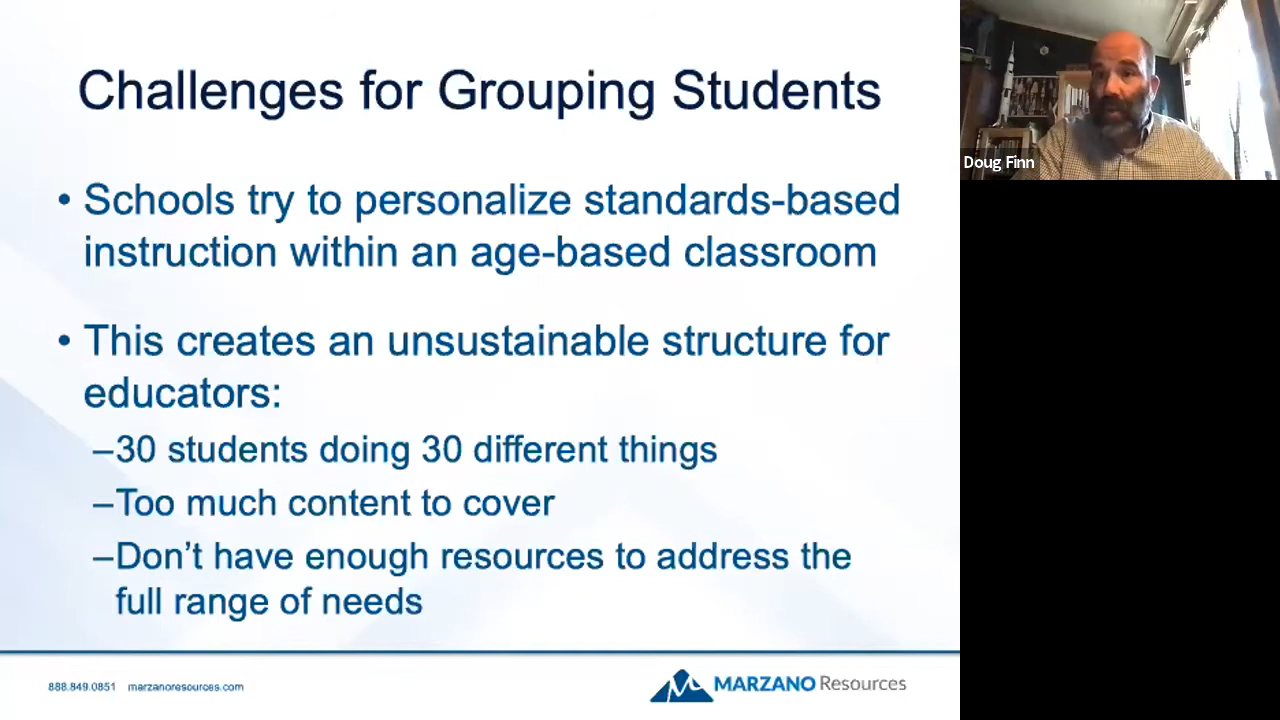 Challenges for Grouping Students
• Schools try to personalize standards-based
instruction within an age-based classroom
• This creates an unsustainable structure for
educators:
–30 students doing 30 different things
–Too much content to cover
–Don’t have enough resources to address the
full range of needs
888.849.0851 marzanoresources.com
MARZANO Resources
Doug Finn